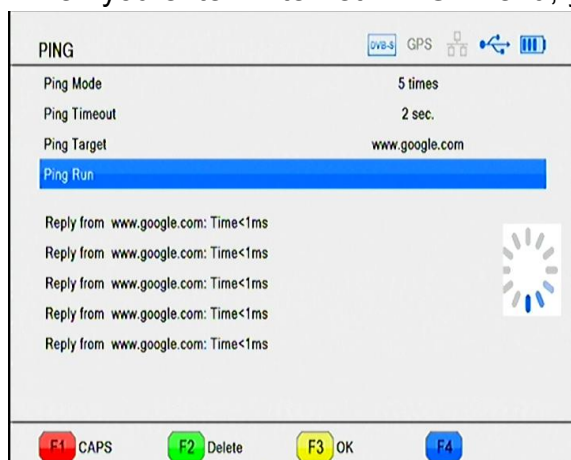 PING DVB-S GPS
Ping Mode 5 times
Ping Timeout 2 sec.
Ping Target www.google.com
Ping Run
Reply from www.google.com: Time<1ms
Reply from www.google.com: Time<1ms
Reply from www.google.com: Time<1ms
Reply from www.google.com: Time<1ms
Reply from www.google.com: Time<1ms
F1 CAPS F2 Delete F3 OK F4